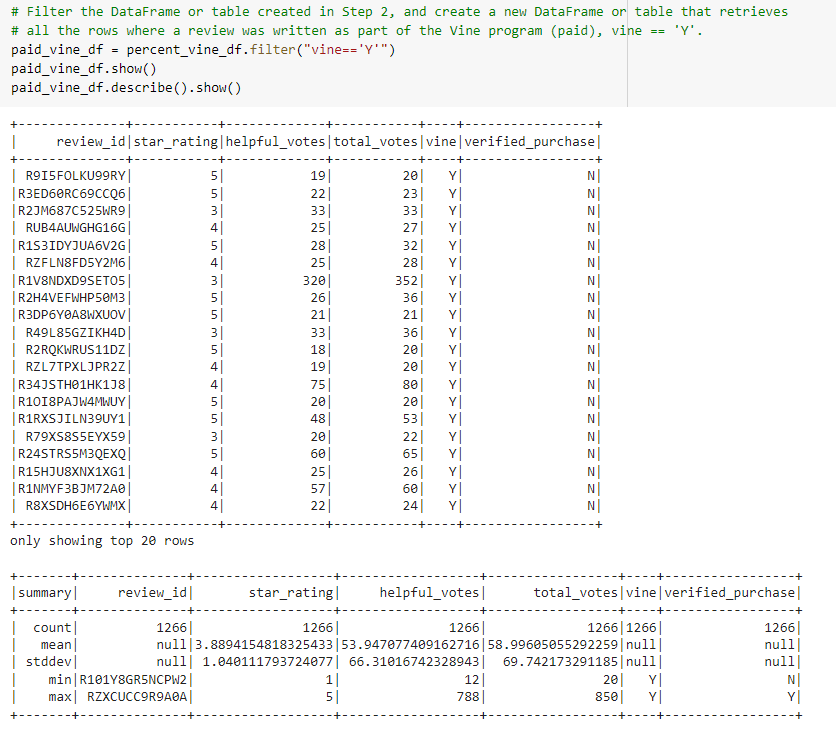 # Filter the DataFrame or table created in Step 2, and create a new DataFrame or table that retrieves
# all the rows where a review was written as part of the Vine program (paid), vine == 'Y'.
paid_vine_df = percent_vine_df.filter("vine=='Y'")
paid_vine_df.show()
paid_vine_df.describe().show()
+--------------+-----------+-------------+-----------+----+-----------------+
|     review_id|star_rating|helpful_votes|total_votes|vine|verified_purchase|
+--------------+-----------+-------------+-----------+----+-----------------+
| R9I5FOLKU99RY|          5|           19|         20|   Y|                N|
|R3ED60RC69CCQ6|          5|           22|         23|   Y|                N|
|R2JM687C525WR9|          3|           33|         33|   Y|                N|
| RUB4AUWGHG16G|          4|           25|         27|   Y|                N|
|R1S3IDYJUA6V2G|          5|           28|         32|   Y|                N|
| RZFLN8FD5Y2M6|          4|           25|         28|   Y|                N|
|R1V8NDXD9SETO5|          3|          320|        352|   Y|                N|
|R2H4VEFWHP50M3|          5|           26|         36|   Y|                N|
|R3DP6Y0A8WXUOV|          5|           21|         21|   Y|                N|
| R49L85GZIKH4D|          3|           33|         36|   Y|                N|
| R2RQKWRUS11DZ|          5|           18|         20|   Y|                N|
| RZL7TPXLJPR2Z|          4|           19|         20|   Y|                N|
|R34JSTH01HK1J8|          4|           75|         80|   Y|                N|
|R1OI8PAJW4MWUY|          5|           20|         20|   Y|                N|
|R1RXSJILN39UY1|          5|           48|         53|   Y|                N|
| R79XS8S5EYX59|          3|           20|         22|   Y|                N|
|R24STRS5M3QEXQ|          5|           60|         65|   Y|                N|
|R15HJU8XNX1XG1|          4|           25|         26|   Y|                N|
|R1NMYF3BJM72A0|          4|           57|         60|   Y|                N|
| R8XSDH6E6YWMX|          4|           22|         24|   Y|                N|
+--------------+-----------+-------------+-----------+----+-----------------+
only showing top 20 rows
+-------+--------------+------------------+-----------------+-----------------+----+-----------------+
|summary|     review_id|       star_rating|    helpful_votes|      total_votes|vine|verified_purchase|
+-------+--------------+------------------+-----------------+-----------------+----+-----------------+
|  count|          1266|              1266|             1266|             1266|1266|             1266|
|   mean|          null|3.8894154818325433|53.947077409162716|58.99605055292259|null|             null|
| stddev|          null| 1.040111793724077| 66.31016742328943|  69.742173291185|null|             null|
|    min|R101Y8GR5NCPW2|                 1|               12|               20|   Y|                N|
|    max| RZXCUCC9R9A0A|                 5|              788|              850|   Y|                Y|
+-------+--------------+------------------+-----------------+-----------------+----+-----------------+